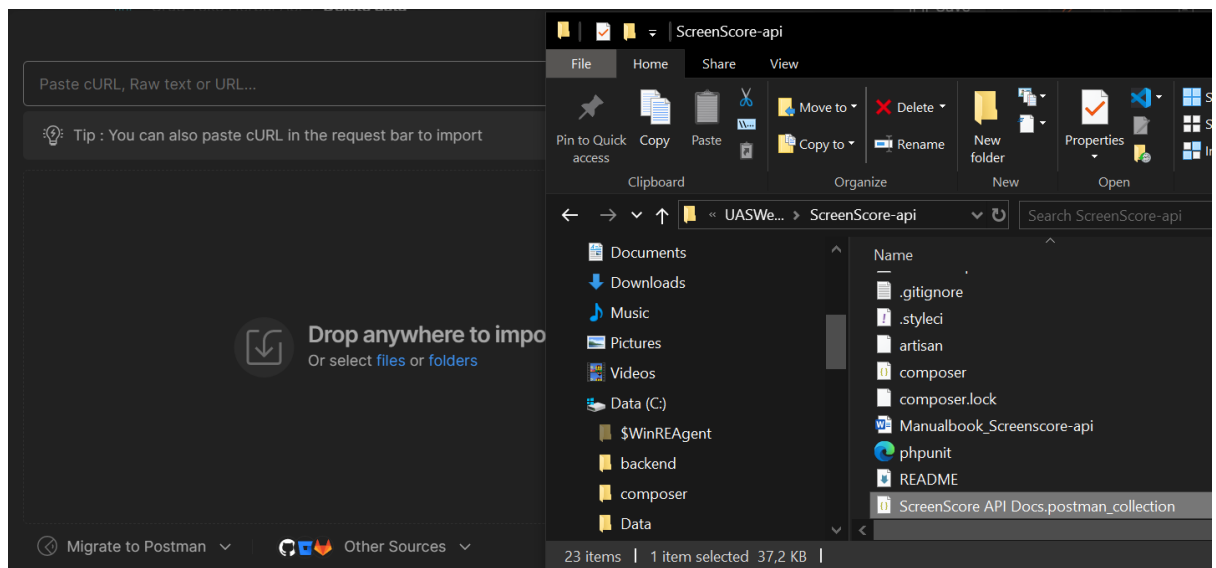 Paste cURL, Raw text or URL...
Tip : You can also paste cURL in the request bar to import
Drop anywhere to impo
Or select files or folders
Migrate to Postman
Other Sources
ScreenScore-api
File Home Share View
Pin to Quick access
Copy
Paste
Move to
Copy to
Delete
Rename
New folder
Properties
Clipboard Organize New Open
« UASWe... > ScreenScore-api
Search ScreenScore-api
Documents
Downloads
Music
Pictures
Videos
Data (C:)
$WinREAgent
backend
composer
Data
Name
.gitignore
.styleci
artisan
composer
composer.lock
Manualbook_Screenscore-api
phpunit
README
ScreenScore API Docs.postman_collection
23 items 1 item selected 37,2 KB